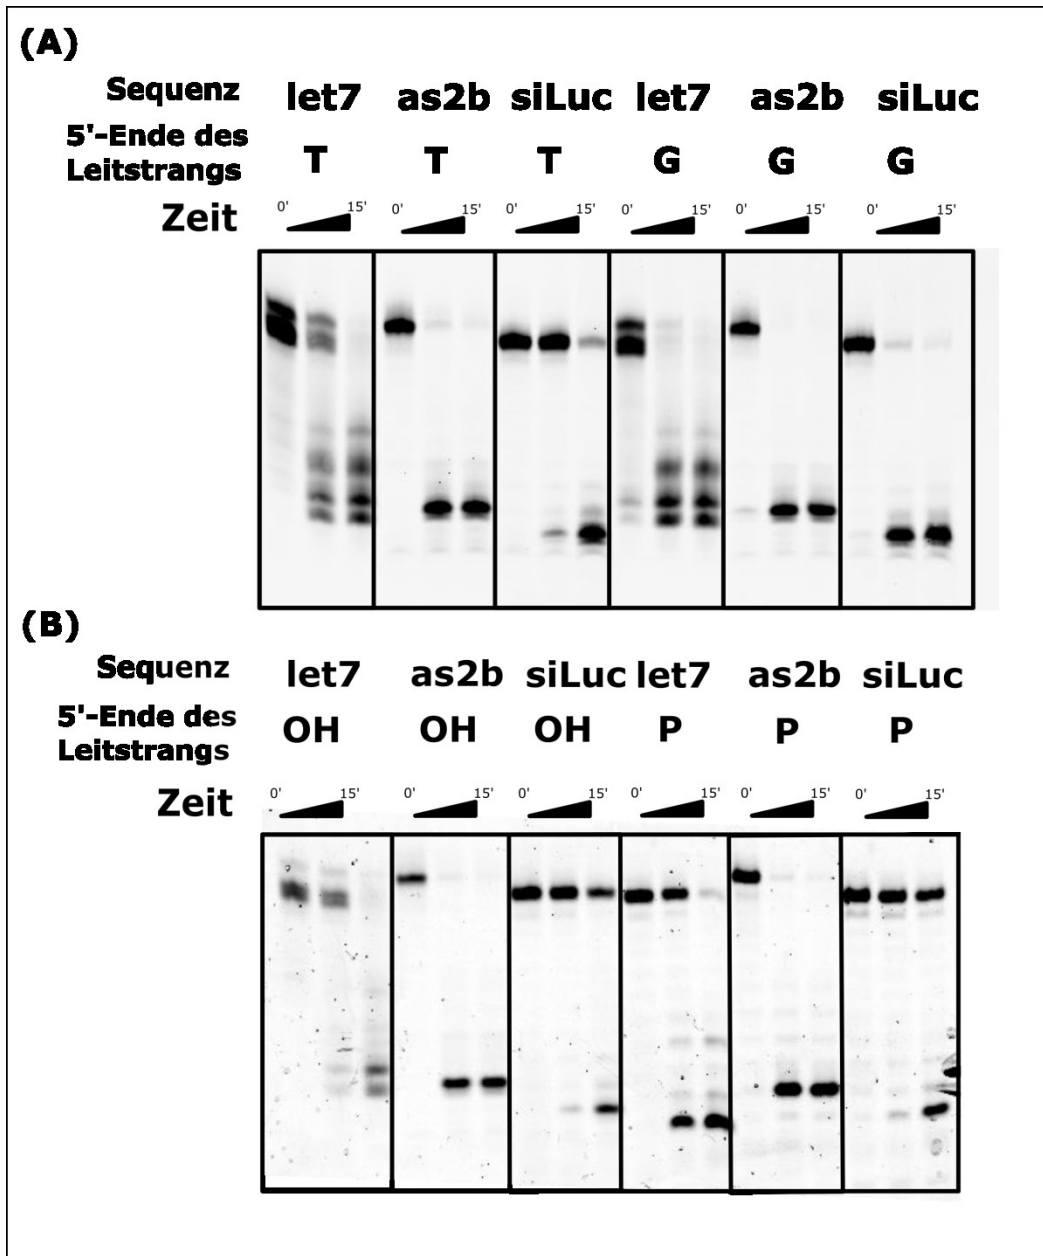 (A)
Sequenz let7 as2b siLuc let7 as2b siLuc
5'-Ende des
Leitstrangs T T T G G G
Zeit 0' 15' 0' 15' 0' 15' 0' 15' 0' 15' 0' 15'
(B)
Sequenz let7 as2b siLuc let7 as2b siLuc
5'-Ende des
Leitstrangs OH OH OH P P P
Zeit 0' 15' 0' 15' 0' 15' 0' 15' 0' 15' 0' 15'